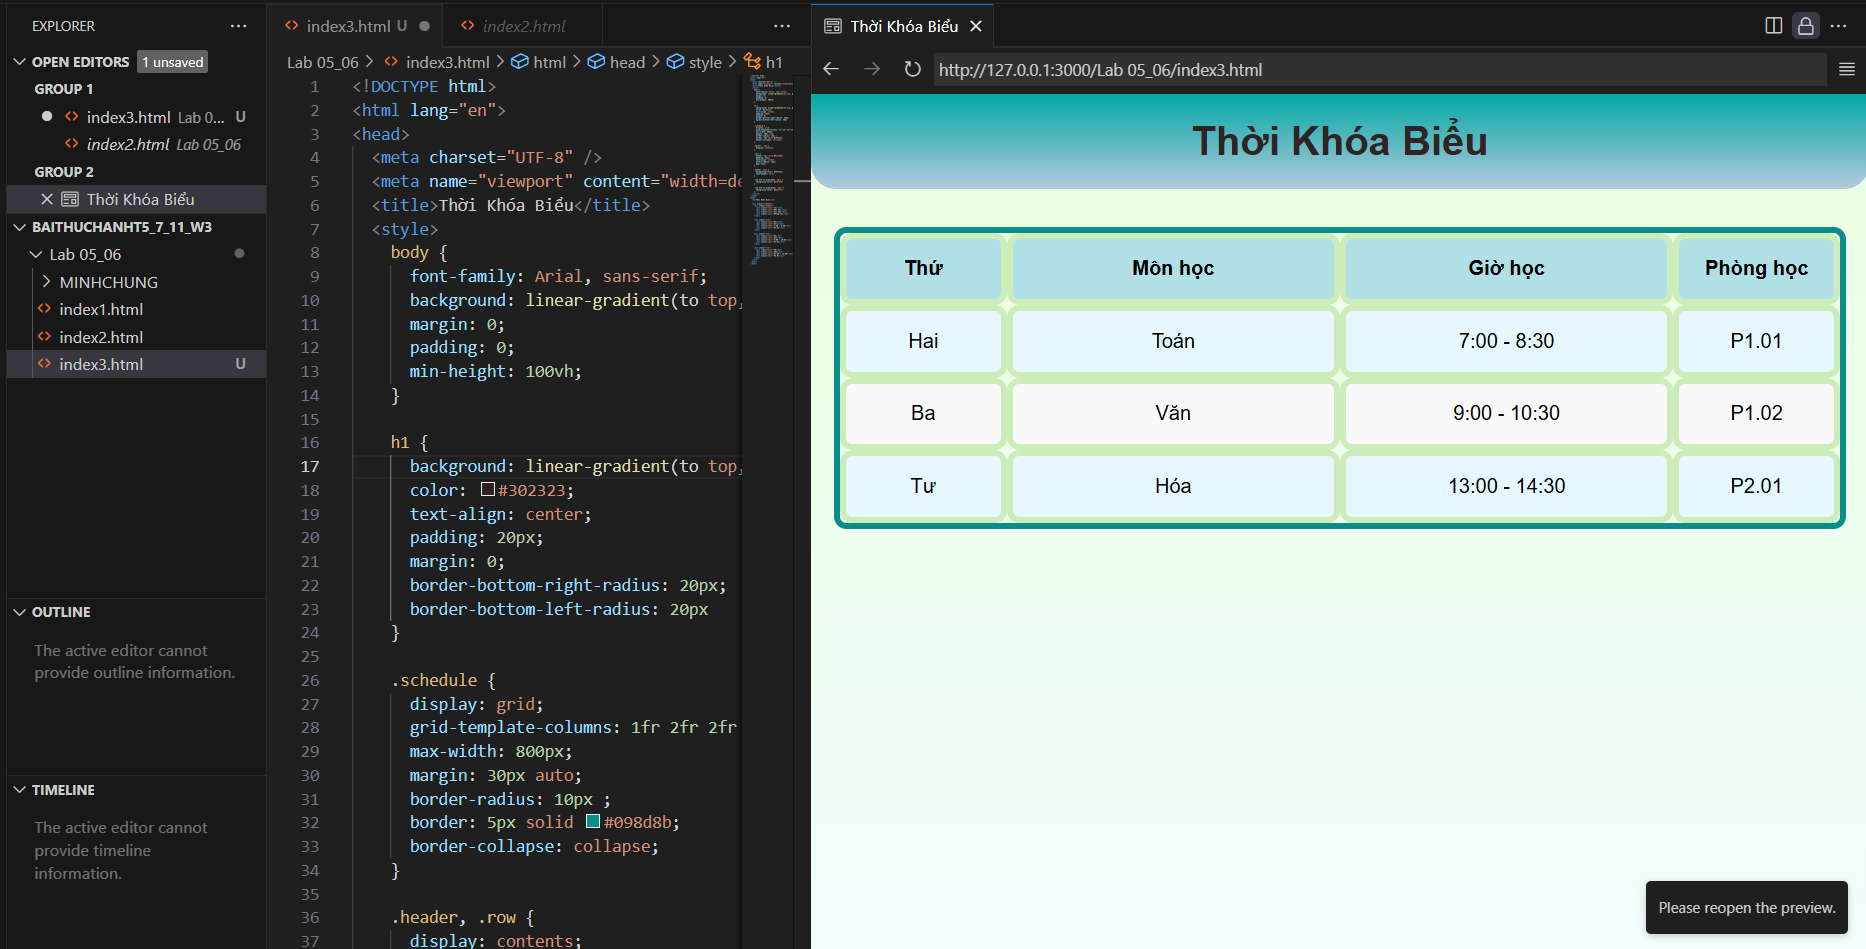 EXPLORER
OPEN EDITORS 1 unsaved
GROUP 1
index3.html Lab 0... U
index2.html Lab 05_06
GROUP 2
Thời Khóa Biểu
BAITHUCHANHT5_7_11_W3
Lab 05_06
MINHCHUNG
index1.html
index2.html
index3.html U
OUTLINE
The active editor cannot
provide outline information.
TIMELINE
The active editor cannot
provide timeline
information.
index3.html U
index2.html
Lab 05_06 > index3.html > html > head > style > h1
1 <!DOCTYPE html>
2 <html lang="en">
3 <head>
4 <meta charset="UTF-8" />
5 <meta name="viewport" content="width=de
6 <title>Thời Khóa Biểu</title>
7 <style>
8 body {
9 font-family: Arial, sans-serif;
10 background: linear-gradient(to top,
11 margin: 0;
12 padding: 0;
13 min-height: 100vh;
14 }
15
16 h1 {
17 background: linear-gradient(to top,
18 color: #302323;
19 text-align: center;
20 padding: 20px;
21 margin: 0;
22 border-bottom-right-radius: 20px;
23 border-bottom-left-radius: 20px
24 }
25
26 .schedule {
27 display: grid;
28 grid-template-columns: 1fr 2fr 2fr
29 max-width: 800px;
30 margin: 30px auto;
31 border-radius: 10px ;
32 border: 5px solid #098d8b;
33 border-collapse: collapse;
34 }
35
36 .header, .row {
37 display: contents;
Thời Khóa Biểu
http://127.0.0.1:3000/Lab 05_06/index3.html
Thời Khóa Biểu
Thứ Môn học Giờ học Phòng học
Hai Toán 7:00 - 8:30 P1.01
Ba Văn 9:00 - 10:30 P1.02
Tư Hóa 13:00 - 14:30 P2.01
Please reopen the preview.